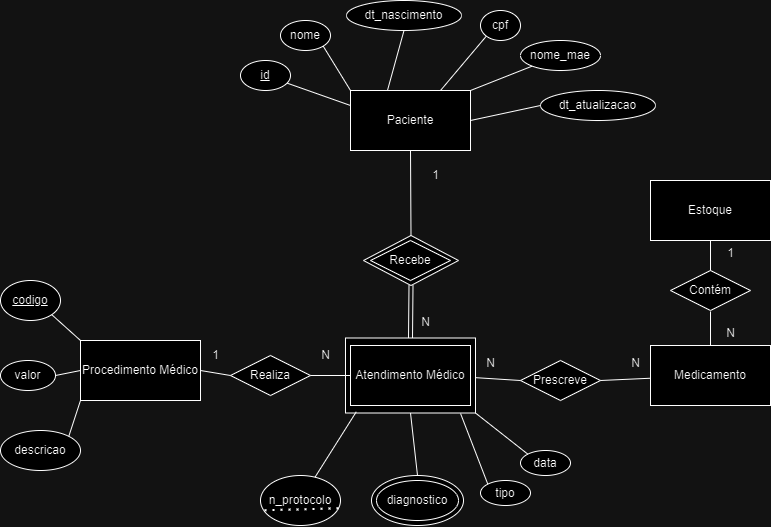 dt_nascimento
cpf
nome
nome_mae
id
dt_atualizacao
Paciente
1
Estoque
1
Recebe
Contém
codigo
N
N
Procedimento Médico
1
Realiza
N
Atendimento Médico
N
Prescreve
N
Medicamento
valor
descricao
data
n_protocolo
diagnostico
tipo